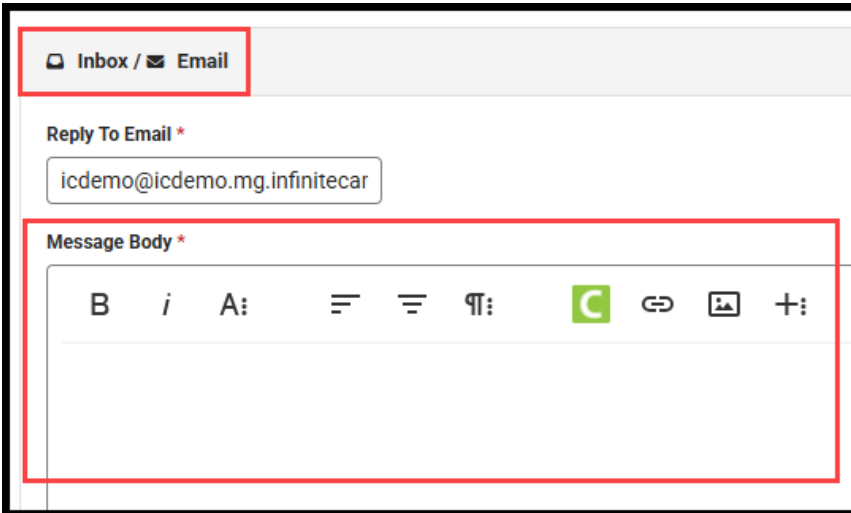 Inbox / Email
Reply To Email *
icdemo@icdemo.mg.infinitecar
Message Body *
B i A
C